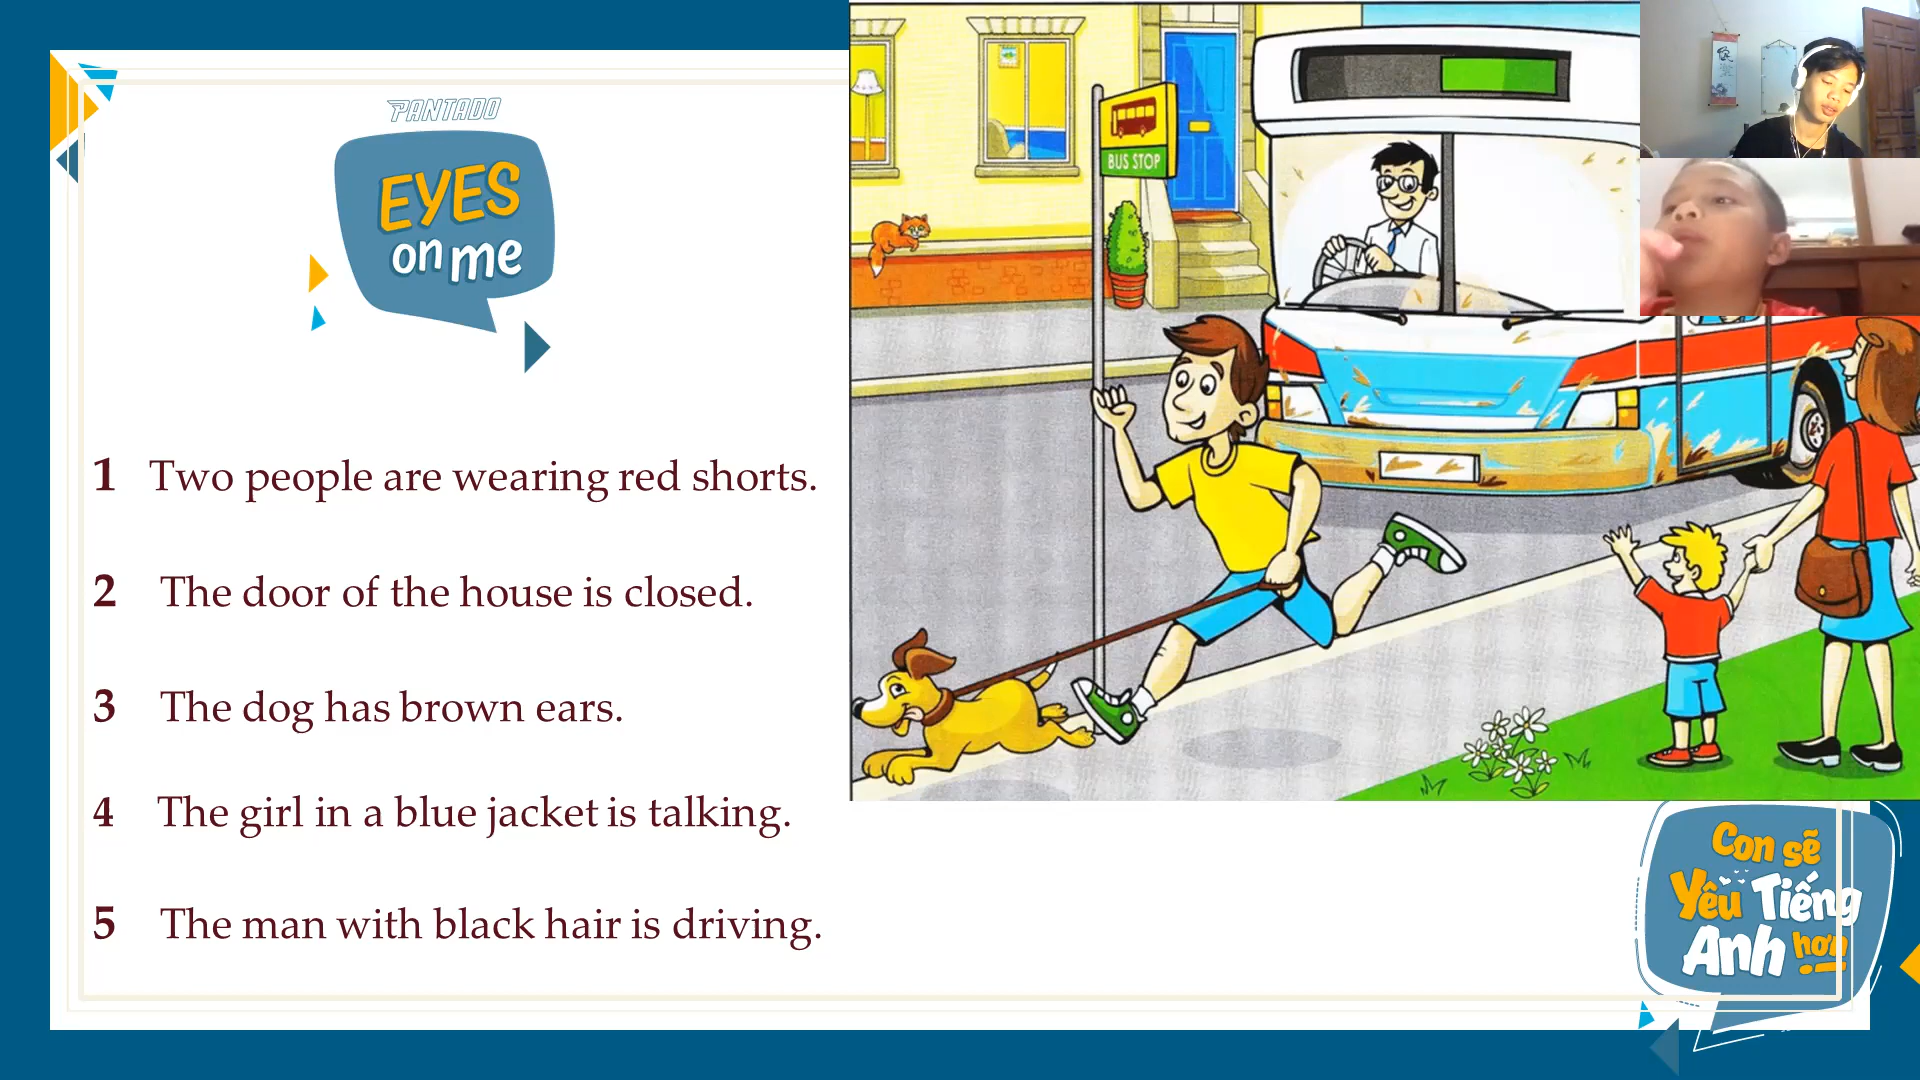 PANTADO
EYES
on me
BUS STOP
1 Two people are wearing red shorts.
2 The door of the house is closed.
3 The dog has brown ears.
4 The girl in a blue jacket is talking.
5 The man with black hair is driving.
Con sẽ
Yêu Tiếng
Anh hơn